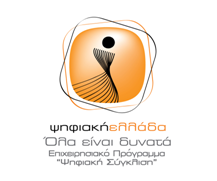 ψηφιακήελλάδα
Όλα είναι δυνατά
Επιχειρησιακό Πρόγραμμα
"Ψηφιακή Σύγκλιση"